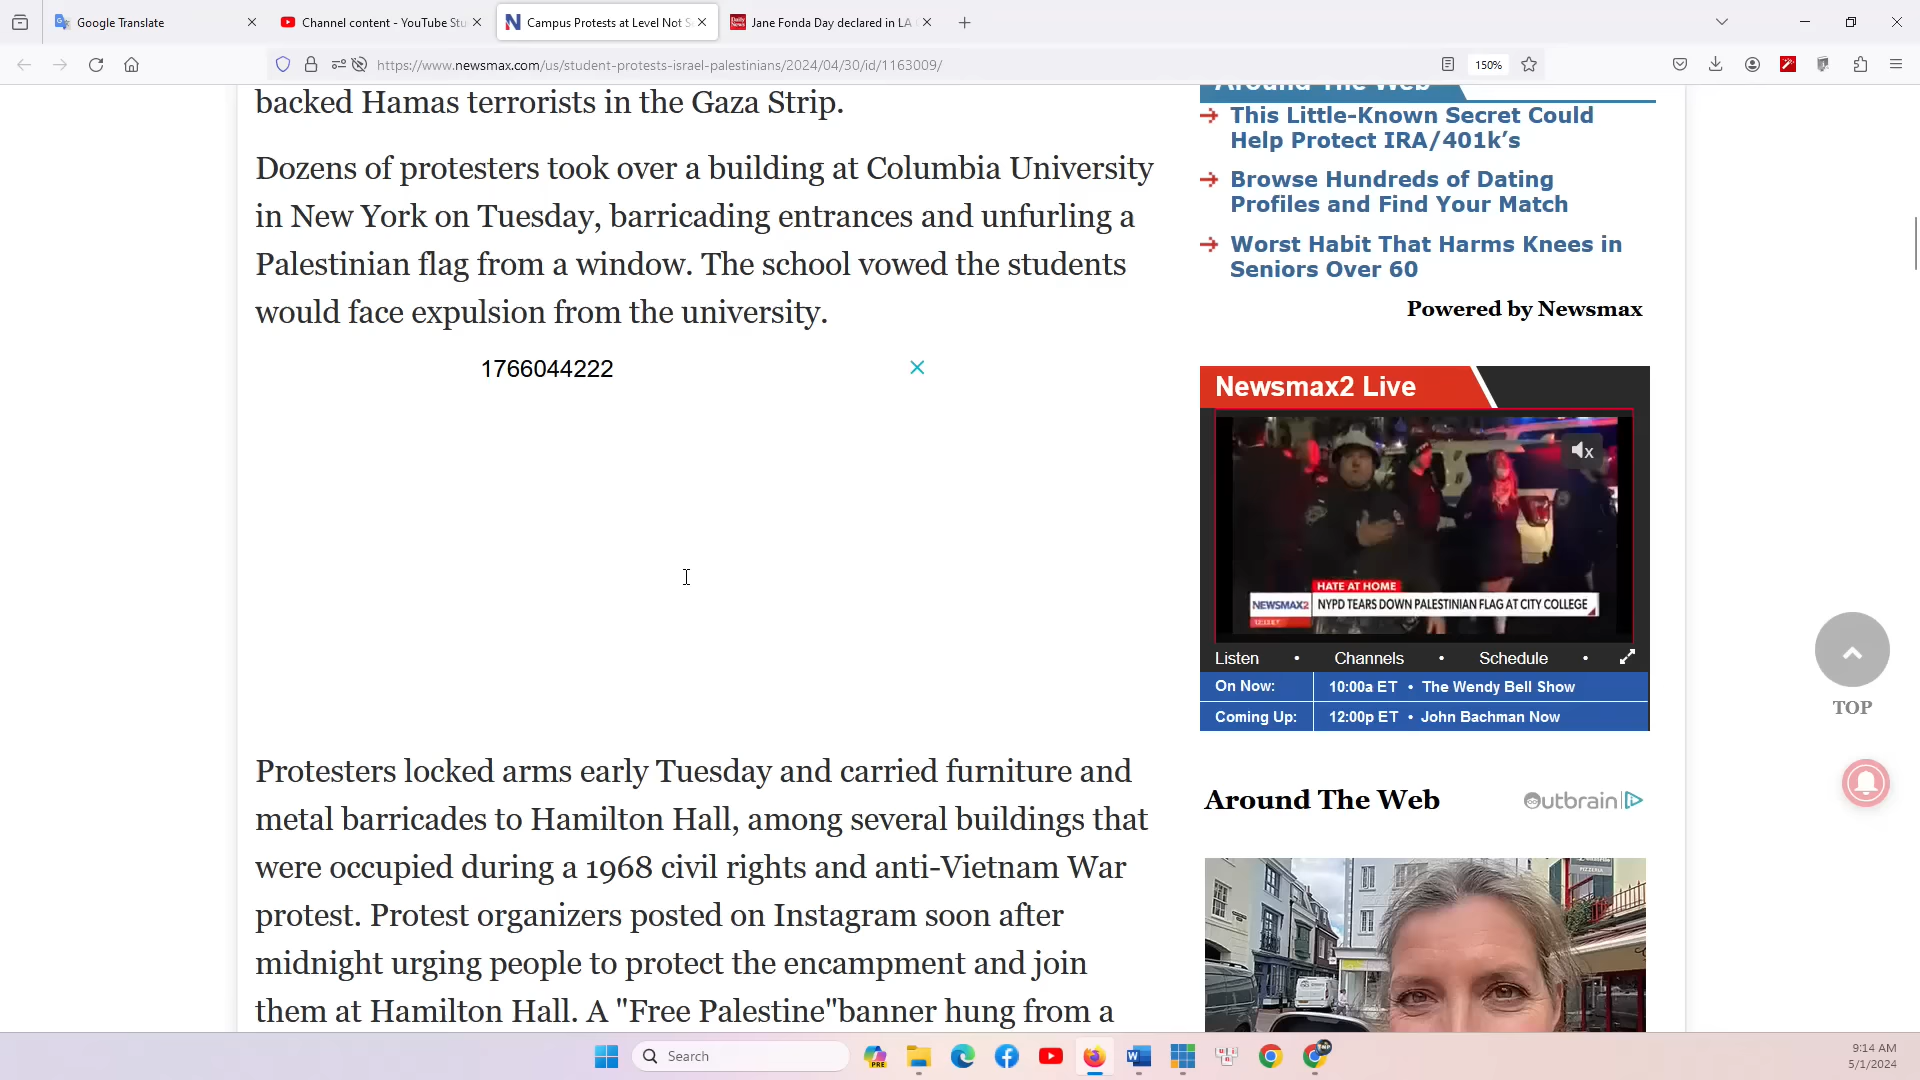 Google Translate
Channel content - YouTube Stu
Campus Protests at Level Not S
Jane Fonda Day declared in LA
https://www.newsmax.com/us/student-protests-israel-palestinians/2024/04/30/id/1163009/
150%
backed Hamas terrorists in the Gaza Strip.
Dozens of protesters took over a building at Columbia University
in New York on Tuesday, barricading entrances and unfurling a
Palestinian flag from a window. The school vowed the students
would face expulsion from the university.
1766044222
Protesters locked arms early Tuesday and carried furniture and
metal barricades to Hamilton Hall, among several buildings that
were occupied during a 1968 civil rights and anti-Vietnam War
protest. Protest organizers posted on Instagram soon after
midnight urging people to protect the encampment and join
them at Hamilton Hall. A "Free Palestine"banner hung from a
Around The Web
This Little-Known Secret Could
Help Protect IRA/401k’s
Browse Hundreds of Dating
Profiles and Find Your Match
Worst Habit That Harms Knees in
Seniors Over 60
Powered by Newsmax
Newsmax2 Live
HATE AT HOME
NEWSMAX2 NYPD TEARS DOWN PALESTINIAN FLAG AT CITY COLLEGE
Listen • Channels • Schedule •
On Now: 10:00a ET • The Wendy Bell Show
Coming Up: 12:00p ET • John Bachman Now
Around The Web
Outbrain
TOP
Search
PRE
9:14 AM
5/1/2024